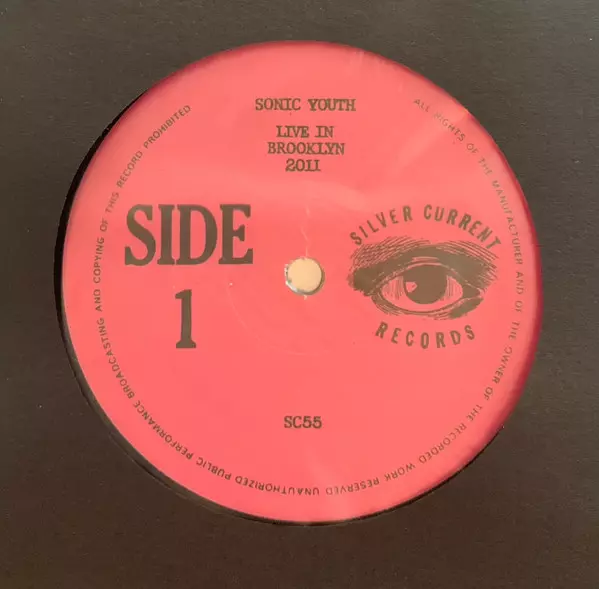 SONIC YOUTH
LIVE IN
BROOKLYN
2011
SIDE
1
SILVER CURRENT
RECORDS
SC55
ALL RIGHTS OF THE MANUFACTURER AND OF THE OWNER OF THE RECORDED WORK RESERVED UNAUTHORIZED PUBLIC PERFORMANCE BROADCASTING AND COPYING OF THIS RECORD PROHIBITED